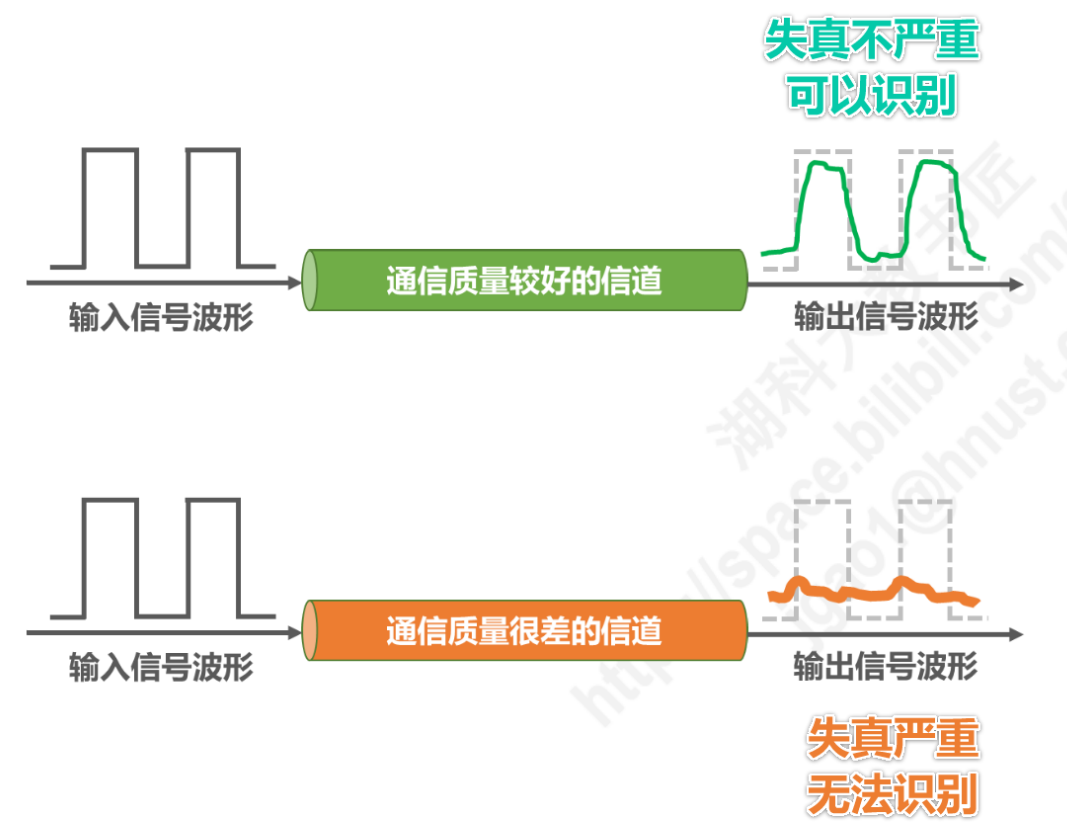 失真不严重
可以识别
通信质量较好的信道
输入信号波形
输出信号波形
湖科大教书匠
http://space.bilibili.com/
jgao1@hnust.
通信质量很差的信道
输入信号波形
输出信号波形
失真严重
无法识别